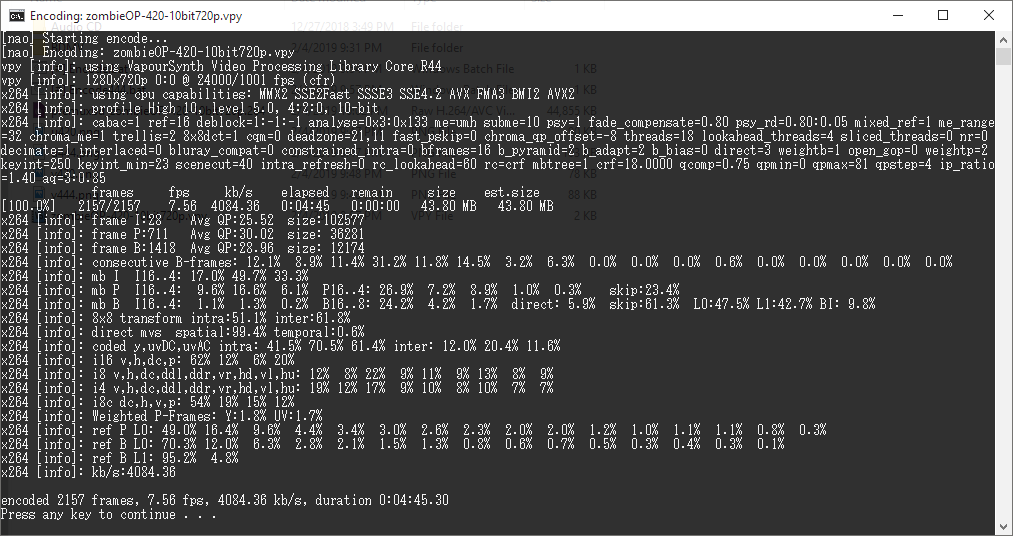 Encoding: zombieOP-420-10bit720p.vpy
[nao] Starting encode...
[nao] Encoding: zombieOP-420-10bit720p.vpy
vpy [info]: using VapourSynth Video Processing Library Core R44
vpy [info]: 1280x720p 0:0 @ 24000/1001 fps (cfr)
x264 [info]: using cpu capabilities: MMX2 SSE2Fast SSSE3 SSE4.2 AVX FMA3 BMI2 AVX2
x264 [info]: profile High 10, level 5.0, 4:2:0, 10-bit
x264 [info]: cabac=1 ref=16 deblock=1:-1:-1 analyse=0x3:0x133 me=umh subme=10 psy=1 fade_compensate=0.80 psy_rd=0.80:0.05 mixed_ref=1 me_range
=32 chroma_me=1 trellis=2 8x8dct=1 cqm=0 deadzone=21,11 fast_pskip=0 chroma_qp_offset=-8 threads=18 lookahead_threads=4 sliced_threads=0 nr=0
decimate=1 interlaced=0 bluray_compat=0 constrained_intra=0 bframes=16 b_pyramid=2 b_adapt=2 b_bias=0 direct=3 weightb=1 open_gop=0 weightp=2
keyint=250 keyint_min=23 scenecut=40 intra_refresh=0 rc_lookahead=60 rc=crf mbtree=1 crf=18.0000 qcomp=0.75 qpmin=0 qpmax=81 qpstep=4 ip_ratio
=1.40 aq=3:0.85
frames fps kb/s elapsed remain size est.size
[100.0%] 2157/2157 7.56 4084.36 0:04:45 0:00:00 43.80 MB 43.80 MB
x264 [info]: frame I:28 Avg QP:25.52 size:102577
x264 [info]: frame P:711 Avg QP:30.02 size: 36281
x264 [info]: frame B:1418 Avg QP:28.96 size: 12174
x264 [info]: consecutive B-frames: 12.1% 8.9% 11.4% 31.2% 11.8% 14.5% 3.2% 6.3% 0.0% 0.0% 0.0% 0.6% 0.0% 0.0% 0.0% 0.0% 0.0%
x264 [info]: mb I I16..4: 17.0% 49.7% 33.3%
x264 [info]: mb P I16..4: 9.6% 16.6% 6.1% P16..4: 26.9% 7.2% 8.9% 1.0% 0.3% skip:23.4%
x264 [info]: mb B I16..4: 1.1% 1.3% 0.2% B16..8: 24.2% 4.2% 1.7% direct: 5.9% skip:61.3% L0:47.5% L1:42.7% BI: 9.8%
x264 [info]: 8x8 transform intra:51.1% inter:61.8%
x264 [info]: direct mvs spatial:99.4% temporal:0.6%
x264 [info]: coded y,uvDC,uvAC intra: 41.5% 70.5% 61.4% inter: 12.0% 20.4% 11.6%
x264 [info]: i16 v,h,dc,p: 62% 12% 6% 20%
x264 [info]: i8 v,h,dc,ddl,ddr,vr,hd,vl,hu: 12% 8% 22% 9% 11% 9% 13% 8% 9%
x264 [info]: i4 v,h,dc,ddl,ddr,vr,hd,vl,hu: 19% 12% 17% 9% 10% 8% 10% 7% 7%
x264 [info]: i8c dc,h,v,p: 54% 19% 15% 12%
x264 [info]: Weighted P-Frames: Y:1.8% UV:1.7%
x264 [info]: ref P L0: 49.0% 16.4% 9.6% 4.4% 3.4% 3.0% 2.6% 2.3% 2.0% 2.0% 1.2% 1.0% 1.1% 1.1% 0.8% 0.3%
x264 [info]: ref B L0: 70.3% 12.0% 6.3% 2.8% 2.1% 1.5% 1.3% 0.8% 0.6% 0.7% 0.5% 0.3% 0.4% 0.3% 0.1%
x264 [info]: ref B L1: 95.2% 4.8%
x264 [info]: kb/s:4084.36
encoded 2157 frames, 7.56 fps, 4084.36 kb/s, duration 0:04:45.30
Press any key to continue . . .